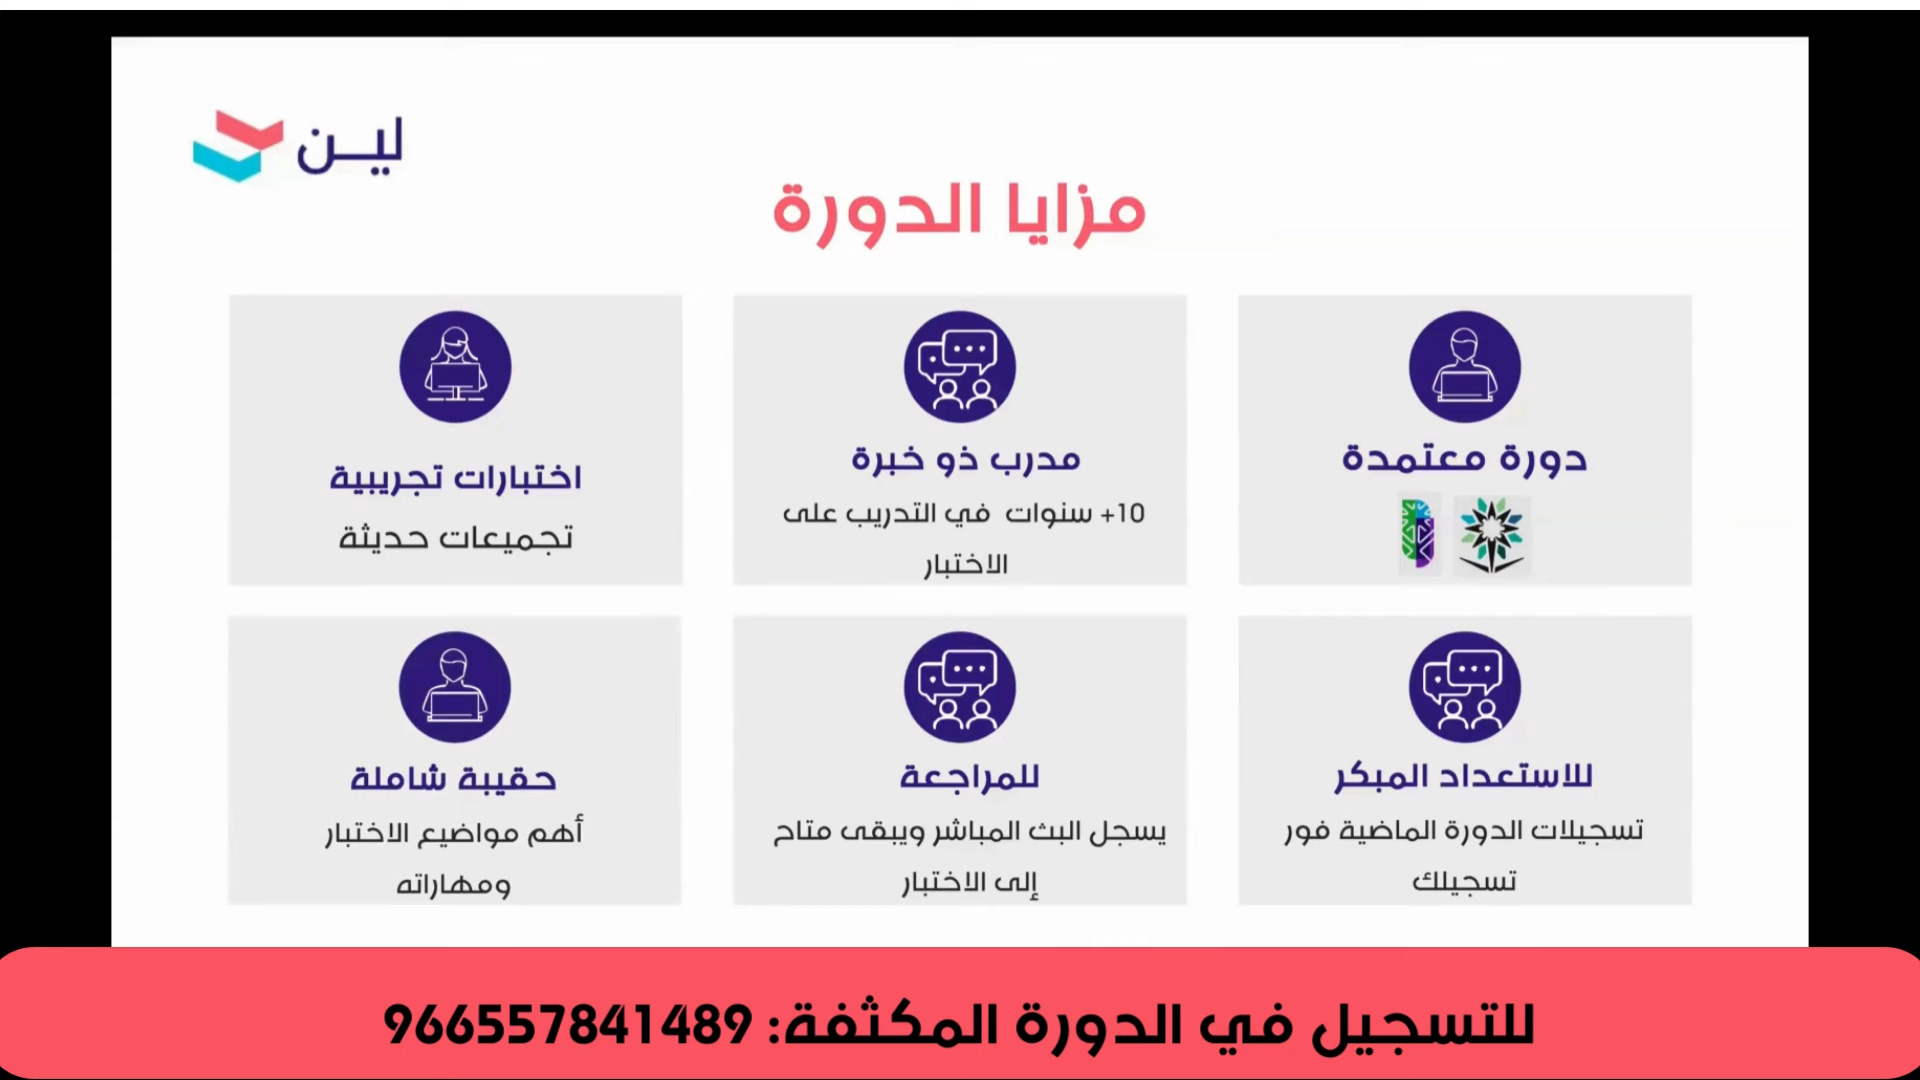 لين
مزايا الدورة
دورة معتمدة
مدرب ذو خبرة
10+ سنوات في التدريب على
الاختبار
اختبارات تجريبية
تجميعات حديثة
للاستعداد المبكر
تسجيلات الدورة الماضية فور
تسجيلك
للمراجعة
يسجل البث المباشر ويبقى متاح
إلى الاختبار
حقيبة شاملة
أهم مواضيع الاختبار
ومهاراته
للتسجيل في الدورة المكثفة: 966557841489